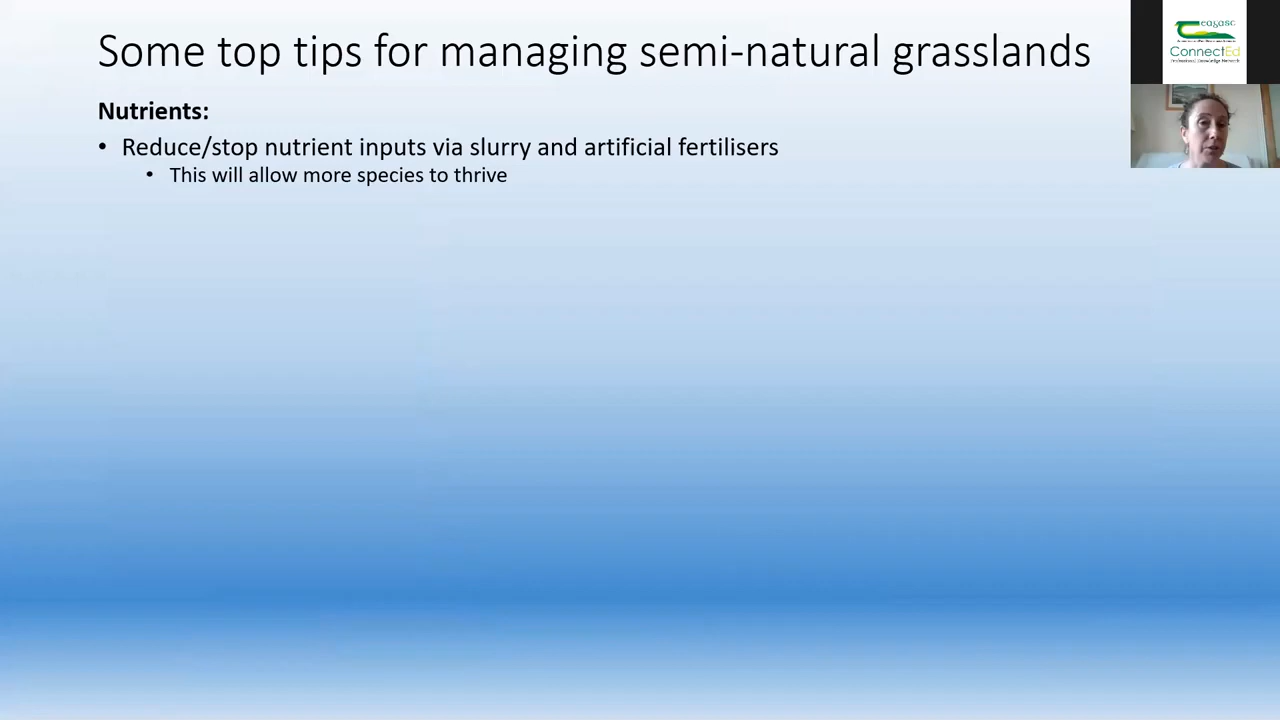 Some top tips for managing semi-natural grasslands
Nutrients:
• Reduce/stop nutrient inputs via slurry and artificial fertilisers
• This will allow more species to thrive
eagasc
ConnectEd